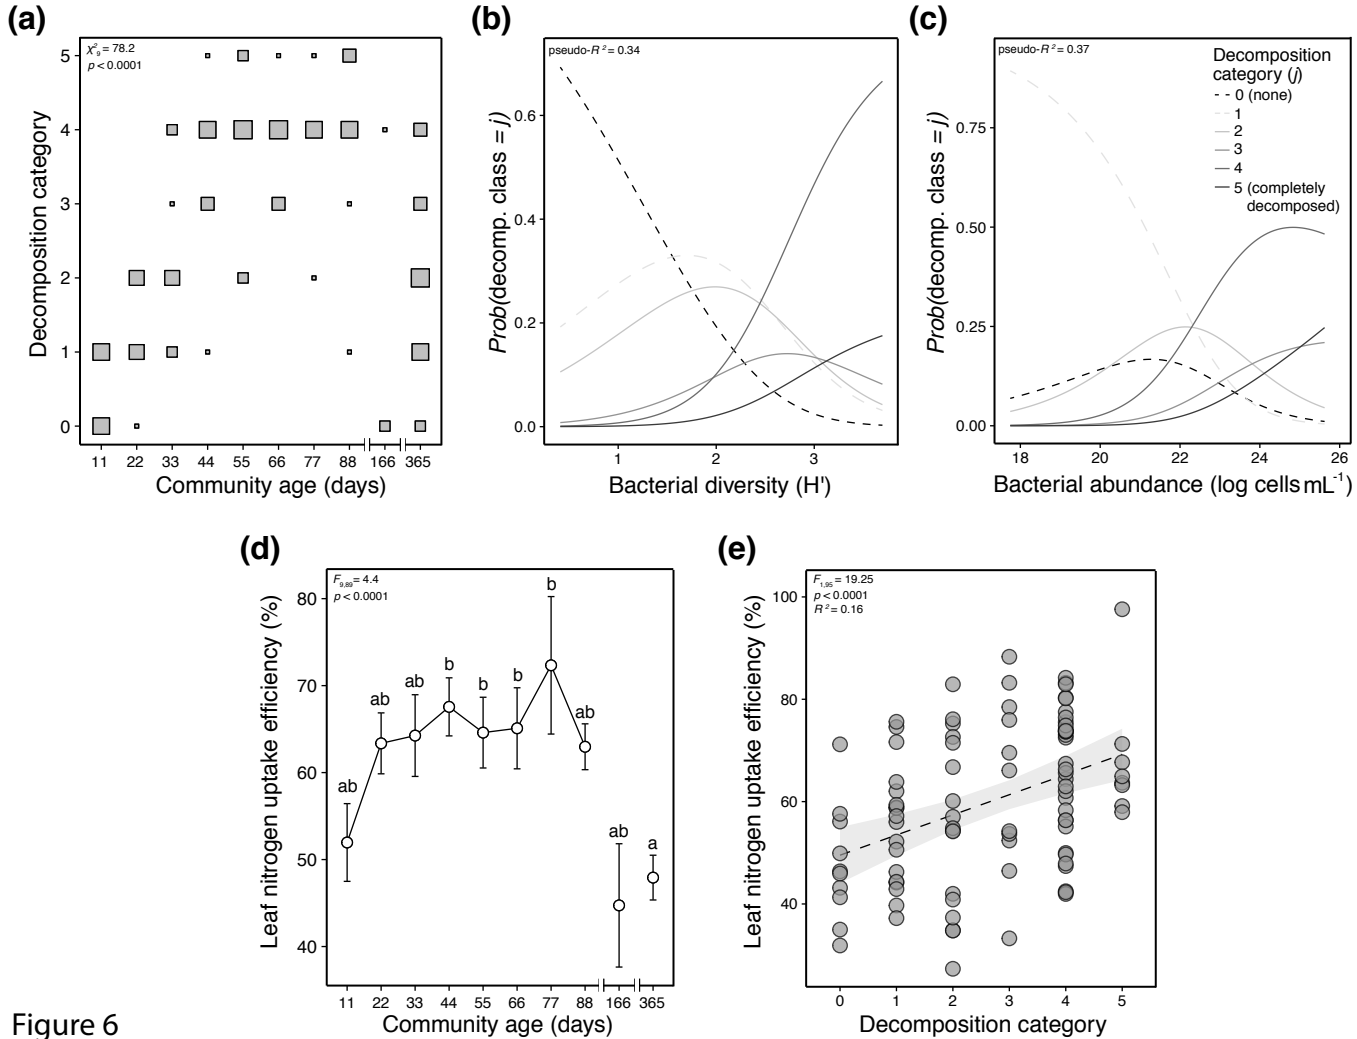 (a)
χ²₉ = 78.2
p < 0.0001
Decomposition category
5
4
3
2
1
0
11 22 33 44 55 66 77 88 166 365
Community age (days)
(b)
pseudo-R² = 0.34
Prob(decomp. class = j)
0.6
0.4
0.2
0.0
1 2 3
Bacterial diversity (H')
(c)
pseudo-R² = 0.37
Decomposition
category (j)
0 (none)
1
2
3
4
5 (completely
decomposed)
Prob(decomp. class = j)
0.75
0.50
0.25
0.00
18 20 22 24 26
Bacterial abundance (log cells mL⁻¹)
(d)
F₉,₈₉ = 4.4
p < 0.0001
Leaf nitrogen uptake efficiency (%)
80
70
60
50
40
ab ab ab b b b b ab ab a
11 22 33 44 55 66 77 88 166 365
Community age (days)
(e)
F₁,₉₅ = 19.25
p < 0.0001
R² = 0.16
Leaf nitrogen uptake efficiency (%)
100
80
60
40
0 1 2 3 4 5
Decomposition category
Figure 6